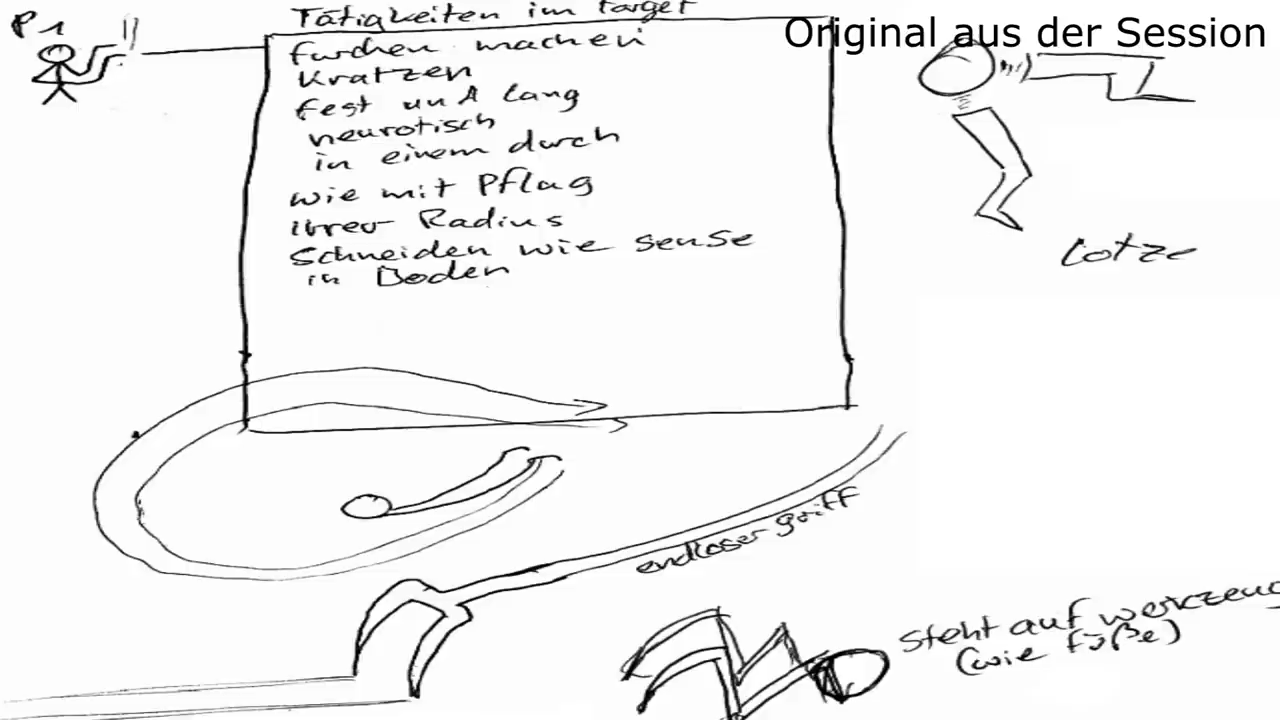 P1
Tätigkeiten im Target
Original aus der Session
furchen machen
Kratzen
fest und lang
neurotisch
in einem durch
wie mit Pflug
ihrer Radius
Schneiden wie sense
in Boden
Lotze
endloser griff
steht auf werkzeug
(wie füße)